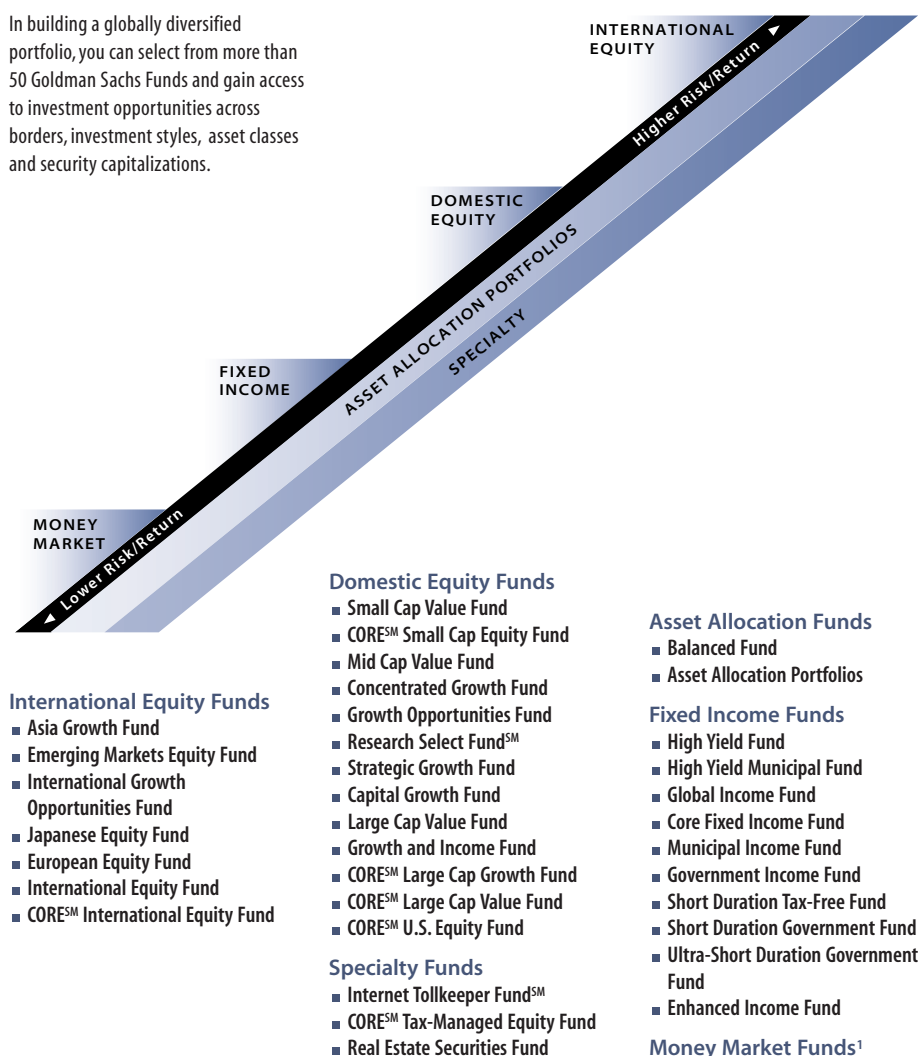 In building a globally diversified
portfolio, you can select from more than
50 Goldman Sachs Funds and gain access
to investment opportunities across
borders, investment styles, asset classes
and security capitalizations.
INTERNATIONAL
EQUITY
Higher Risk/Return ►
DOMESTIC
EQUITY
ASSET ALLOCATION PORTFOLIOS
SPECIALTY
FIXED
INCOME
MONEY
MARKET
◄ Lower Risk/Return
International Equity Funds
■ Asia Growth Fund
■ Emerging Markets Equity Fund
■ International Growth
Opportunities Fund
■ Japanese Equity Fund
■ European Equity Fund
■ International Equity Fund
■ CORE℠ International Equity Fund
Domestic Equity Funds
■ Small Cap Value Fund
■ CORE℠ Small Cap Equity Fund
■ Mid Cap Value Fund
■ Concentrated Growth Fund
■ Growth Opportunities Fund
■ Research Select Fund℠
■ Strategic Growth Fund
■ Capital Growth Fund
■ Large Cap Value Fund
■ Growth and Income Fund
■ CORE℠ Large Cap Growth Fund
■ CORE℠ Large Cap Value Fund
■ CORE℠ U.S. Equity Fund
Specialty Funds
■ Internet Tollkeeper Fund℠
■ CORE℠ Tax-Managed Equity Fund
■ Real Estate Securities Fund
Asset Allocation Funds
■ Balanced Fund
■ Asset Allocation Portfolios
Fixed Income Funds
■ High Yield Fund
■ High Yield Municipal Fund
■ Global Income Fund
■ Core Fixed Income Fund
■ Municipal Income Fund
■ Government Income Fund
■ Short Duration Tax-Free Fund
■ Short Duration Government Fund
■ Ultra-Short Duration Government
Fund
■ Enhanced Income Fund
Money Market Funds¹